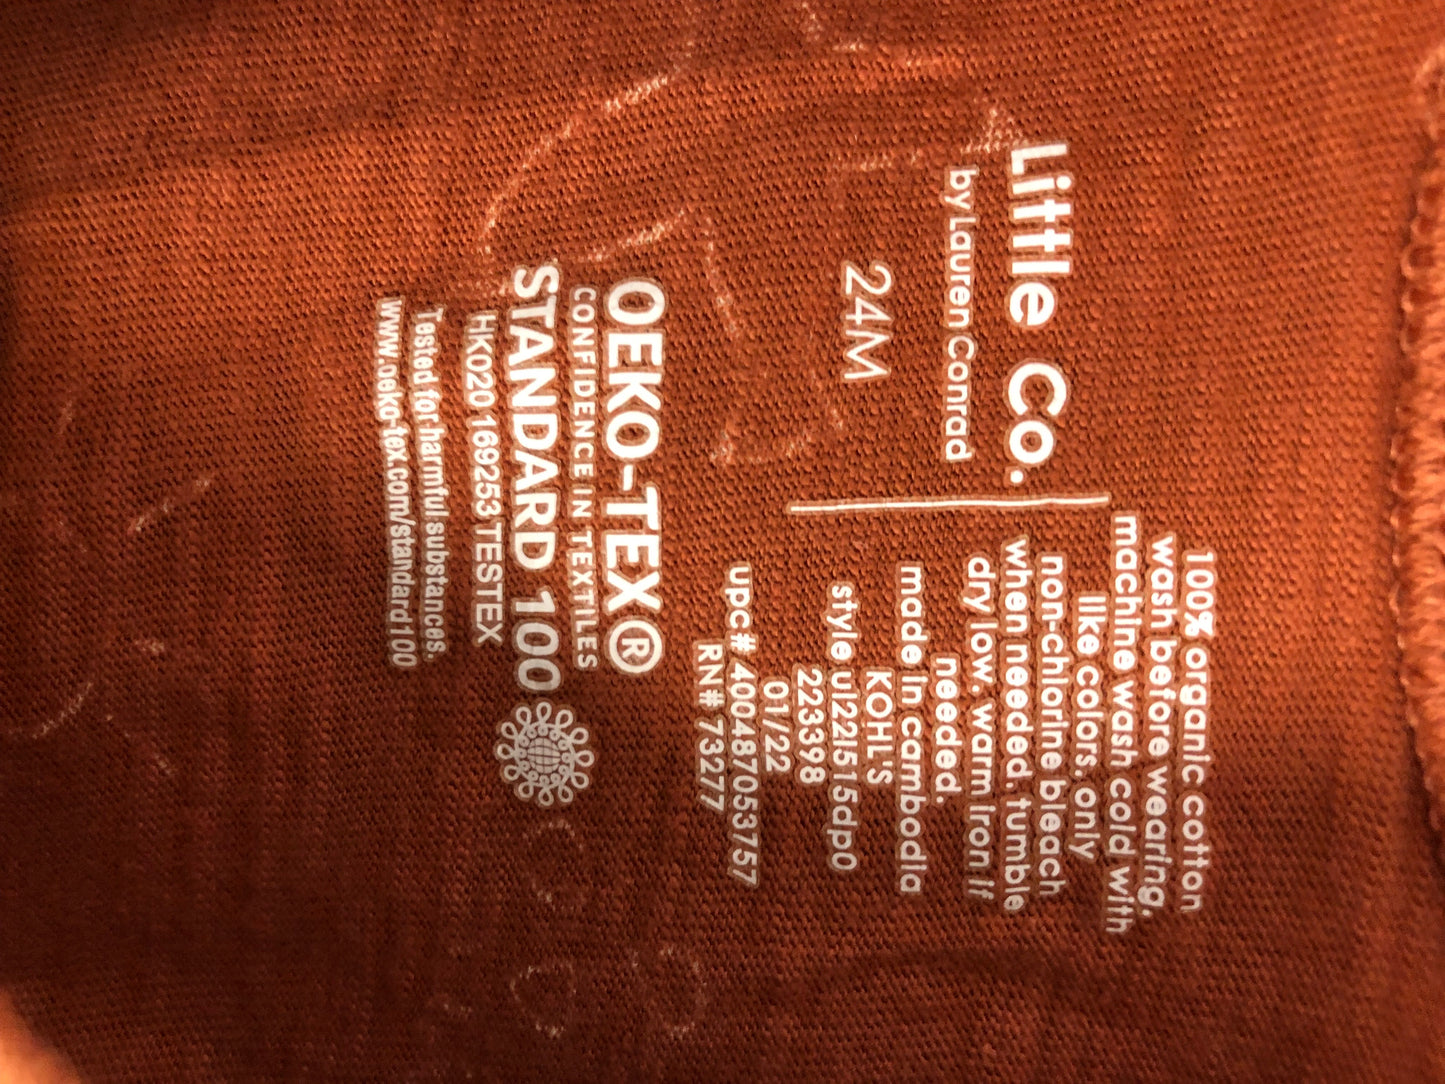 Little Co.
by Lauren Conrad
24M
100% organic cotton
wash before wearing.
machine wash cold with
like colors. only
non-chlorine bleach
when needed. tumble
dry low. warm iron if
needed.
made in cambodia
KOHL'S
style ul22l515dp0
223398
01/22
upc# 400487053757
RN# 73277
OEKO-TEX®
CONFIDENCE IN TEXTILES
STANDARD 100
HK020 169253 TESTEX
Tested for harmful substances.
www.oeko-tex.com/standard100